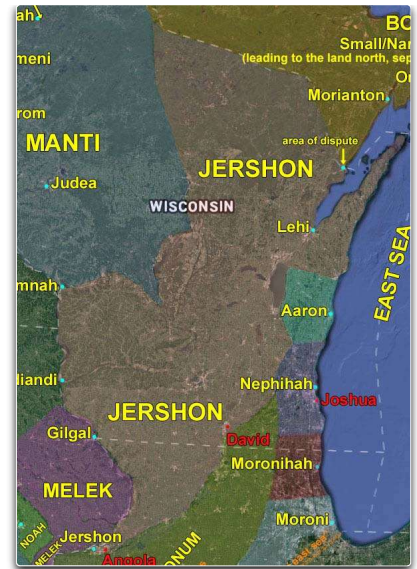 ah
BO
Small/Nar
(leading to the land north, sep
meni
Or
Morianton
rom
MANTI
area of dispute
JERSHON
Judea
WISCONSIN
Lehi
EAST SEA
mnah
Aaron
diandi
Nephihah
Joshua
JERSHON
Gilgal
David
Moronihah
MELEK
Moroni
NOAH
Jershon
MELEK
Angola
ONUM